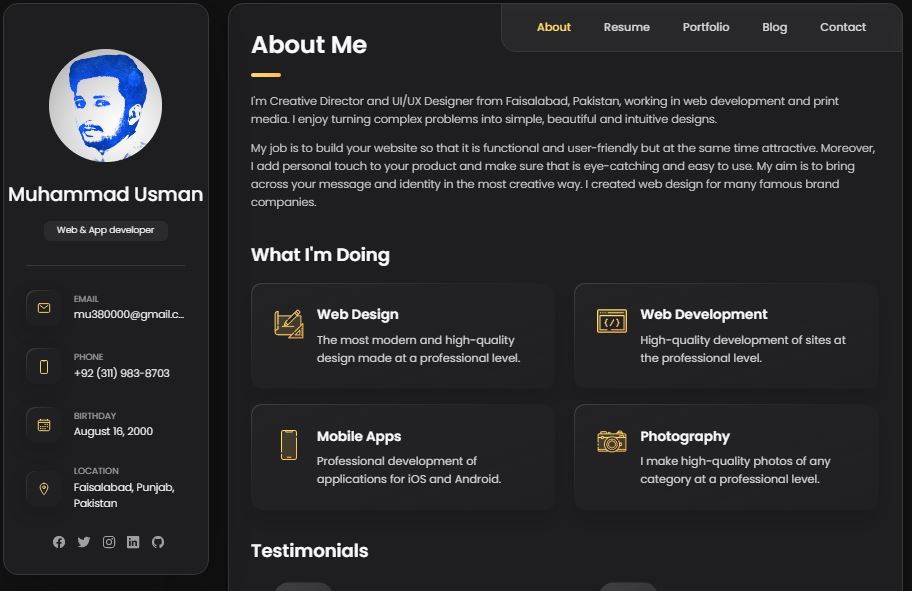 Muhammad Usman
Web & App developer
EMAIL
mu380000@gmail.c...
PHONE
+92 (311) 983-8703
BIRTHDAY
August 16, 2000
LOCATION
Faisalabad, Punjab,
Pakistan
About Resume Portfolio Blog Contact
About Me
I'm Creative Director and UI/UX Designer from Faisalabad, Pakistan, working in web development and print
media. I enjoy turning complex problems into simple, beautiful and intuitive designs.
My job is to build your website so that it is functional and user-friendly but at the same time attractive. Moreover,
I add personal touch to your product and make sure that is eye-catching and easy to use. My aim is to bring
across your message and identity in the most creative way. I created web design for many famous brand
companies.
What I'm Doing
Web Design
The most modern and high-quality
design made at a professional level.
Web Development
High-quality development of sites at
the professional level.
Mobile Apps
Professional development of
applications for iOS and Android.
Photography
I make high-quality photos of any
category at a professional level.
Testimonials